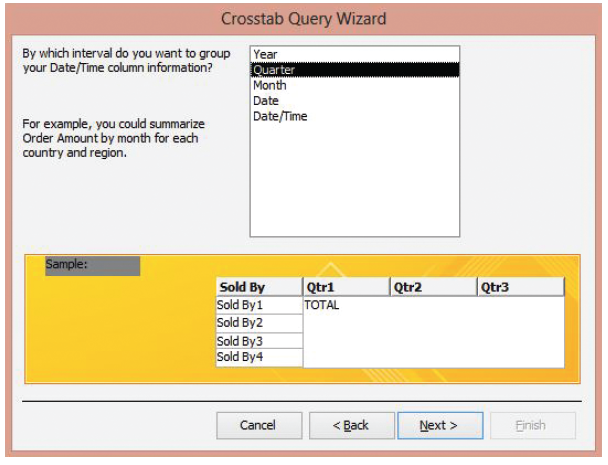 Crosstab Query Wizard
By which interval do you want to group
your Date/Time column information?
For example, you could summarize
Order Amount by month for each
country and region.
Year
Quarter
Month
Date
Date/Time
Sample:
Sold By Qtr1 Qtr2 Qtr3
Sold By1 TOTAL
Sold By2
Sold By3
Sold By4
Cancel < Back Next > Finish